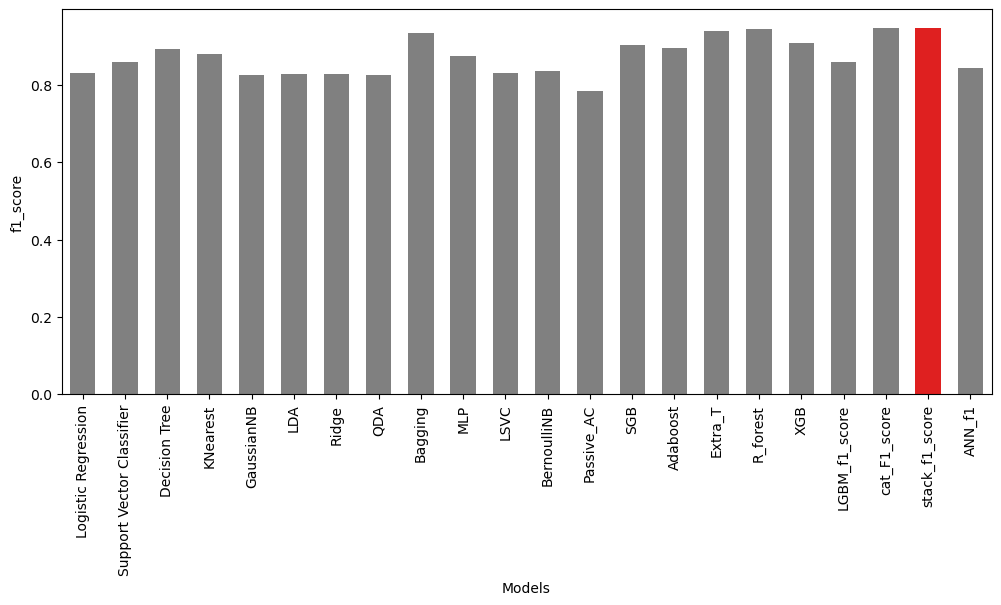 f1_score
0.8
0.6
0.4
0.2
0.0
Logistic Regression
Support Vector Classifier
Decision Tree
KNearest
GaussianNB
LDA
Ridge
QDA
Bagging
MLP
LSVC
BernoulliNB
Passive_AC
SGB
Adaboost
Extra_T
R_forest
XGB
LGBM_f1_score
cat_F1_score
stack_f1_score
ANN_f1
Models